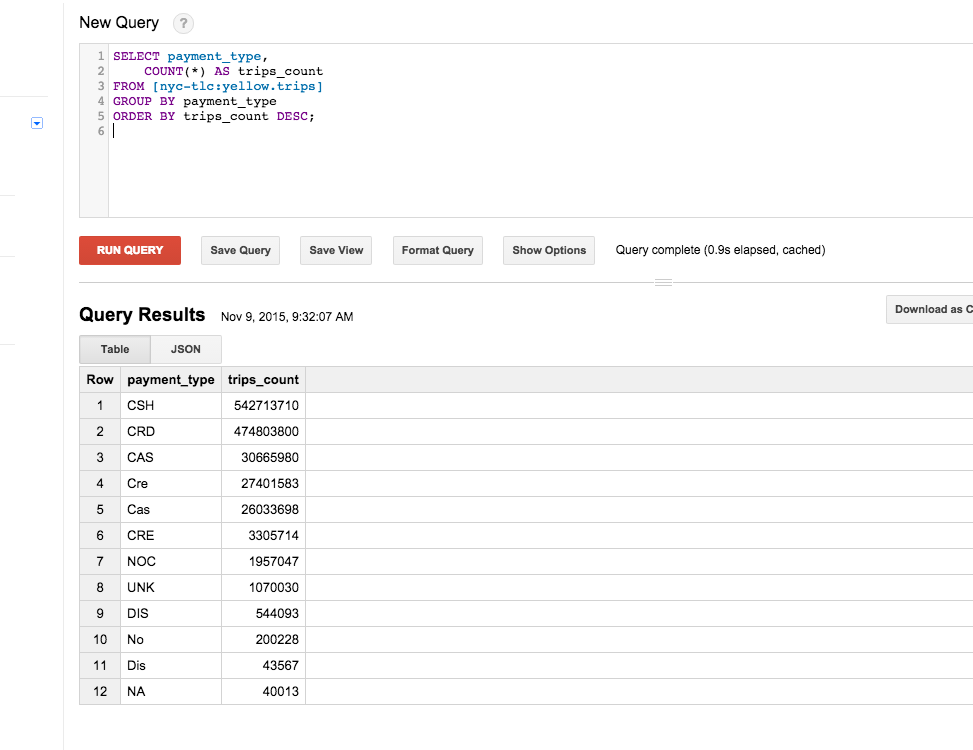 New Query ?
1 SELECT payment_type,
2 COUNT(*) AS trips_count
3 FROM [nyc-tlc:yellow.trips]
4 GROUP BY payment_type
5 ORDER BY trips_count DESC;
6
RUN QUERY Save Query Save View Format Query Show Options Query complete (0.9s elapsed, cached)
Query Results Nov 9, 2015, 9:32:07 AM Download as C
Table JSON
Row payment_type trips_count
1 CSH 542713710
2 CRD 474803800
3 CAS 30665980
4 Cre 27401583
5 Cas 26033698
6 CRE 3305714
7 NOC 1957047
8 UNK 1070030
9 DIS 544093
10 No 200228
11 Dis 43567
12 NA 40013